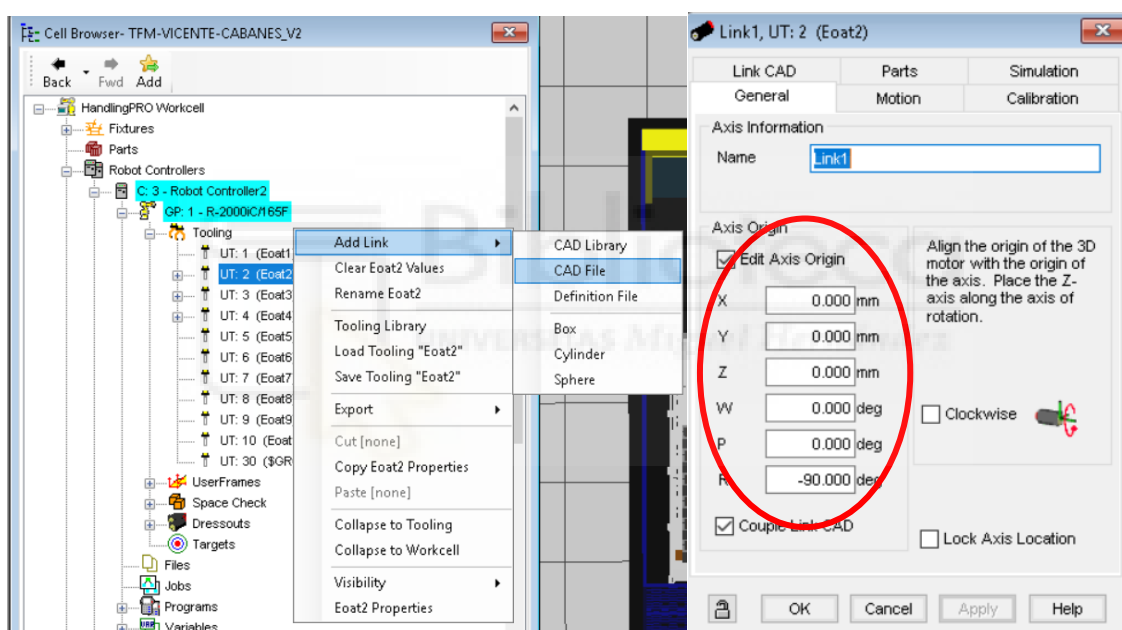 Cell Browser- TFM-VICENTE-CABANES_V2
Back Fwd Add
HandlingPRO Workcell
Fixtures
Parts
Robot Controllers
C: 3 - Robot Controller2
GP: 1 - R-2000iC/165F
Tooling
UT: 1 (Eoat1
UT: 2 (Eoat2
UT: 3 (Eoat3
UT: 4 (Eoat4
UT: 5 (Eoat5
UT: 6 (Eoat6
UT: 7 (Eoat7
UT: 8 (Eoat8
UT: 9 (Eoat9
UT: 10 (Eoat
UT: 30 ($GR
UserFrames
Space Check
Dressouts
Targets
Files
Jobs
Programs
Variables
Add Link
Clear Eoat2 Values
Rename Eoat2
Tooling Library
Load Tooling "Eoat2"
Save Tooling "Eoat2"
Export
Cut [none]
Copy Eoat2 Properties
Paste [none]
Collapse to Tooling
Collapse to Workcell
Visibility
Eoat2 Properties
CAD Library
CAD File
Definition File
Box
Cylinder
Sphere
Biblioteca
UNIVERSITAS Miguel Hernández
Link1, UT: 2 (Eoat2)
Link CAD Parts Simulation
General Motion Calibration
Axis Information
Name Link1
Axis Origin
Edit Axis Origin
X 0.000 mm
Y 0.000 mm
Z 0.000 mm
W 0.000 deg
P 0.000 deg
R -90.000 deg
Couple Link CAD
Align the origin of the 3D
motor with the origin of
the axis. Place the Z-
axis along the axis of
rotation.
Clockwise
Lock Axis Location
OK Cancel Apply Help